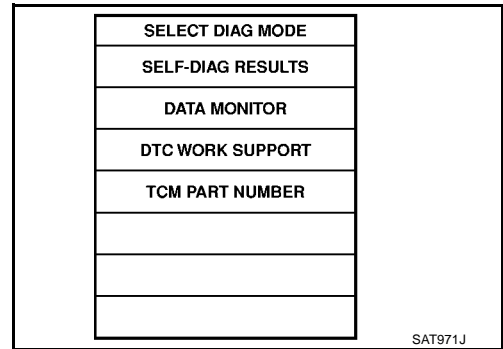 SELECT DIAG MODE
SELF-DIAG RESULTS
DATA MONITOR
DTC WORK SUPPORT
TCM PART NUMBER
SAT971J